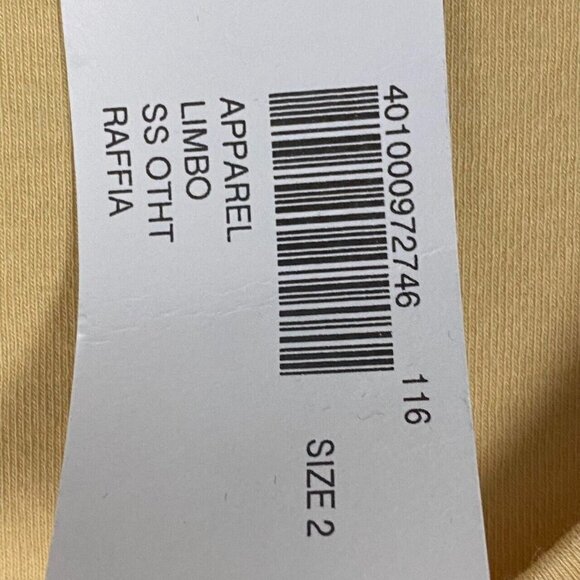 401000972746 116
SIZE 2
APPAREL
LIMBO
SS OTHT
RAFFIA